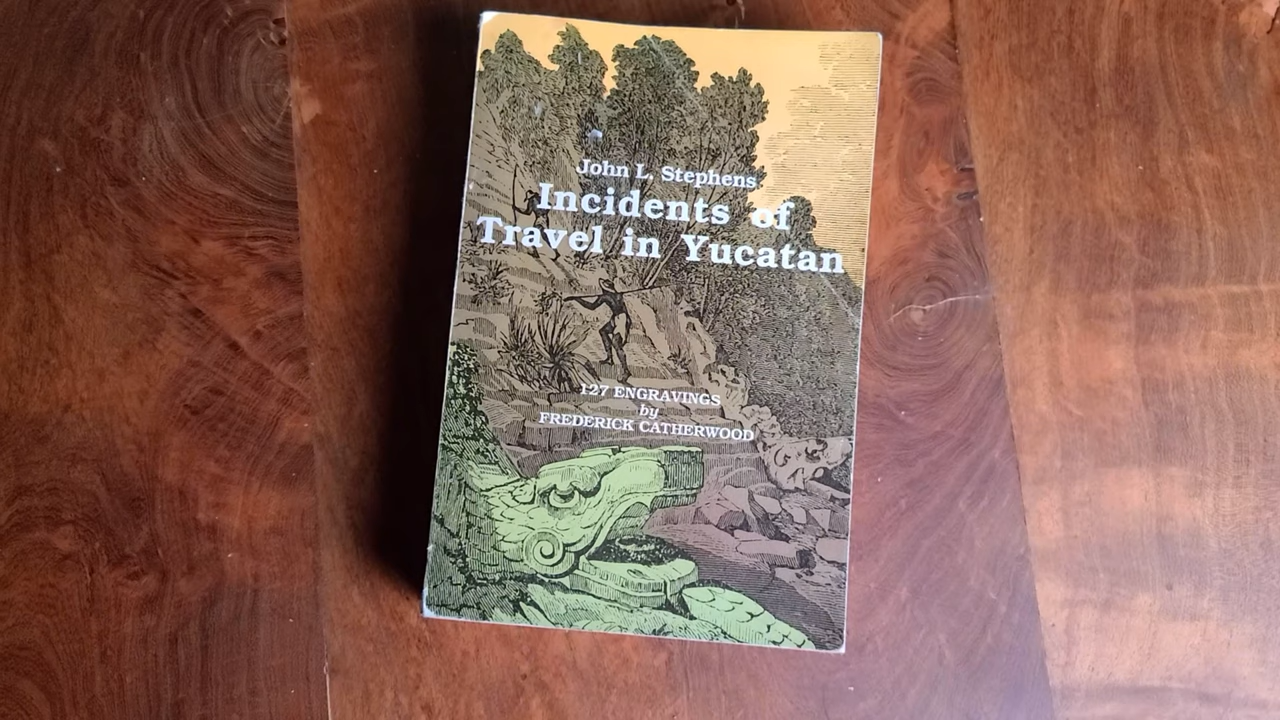 John L. Stephens
Incidents of
Travel in Yucatan
127 ENGRAVINGS
by
FREDERICK CATHERWOOD